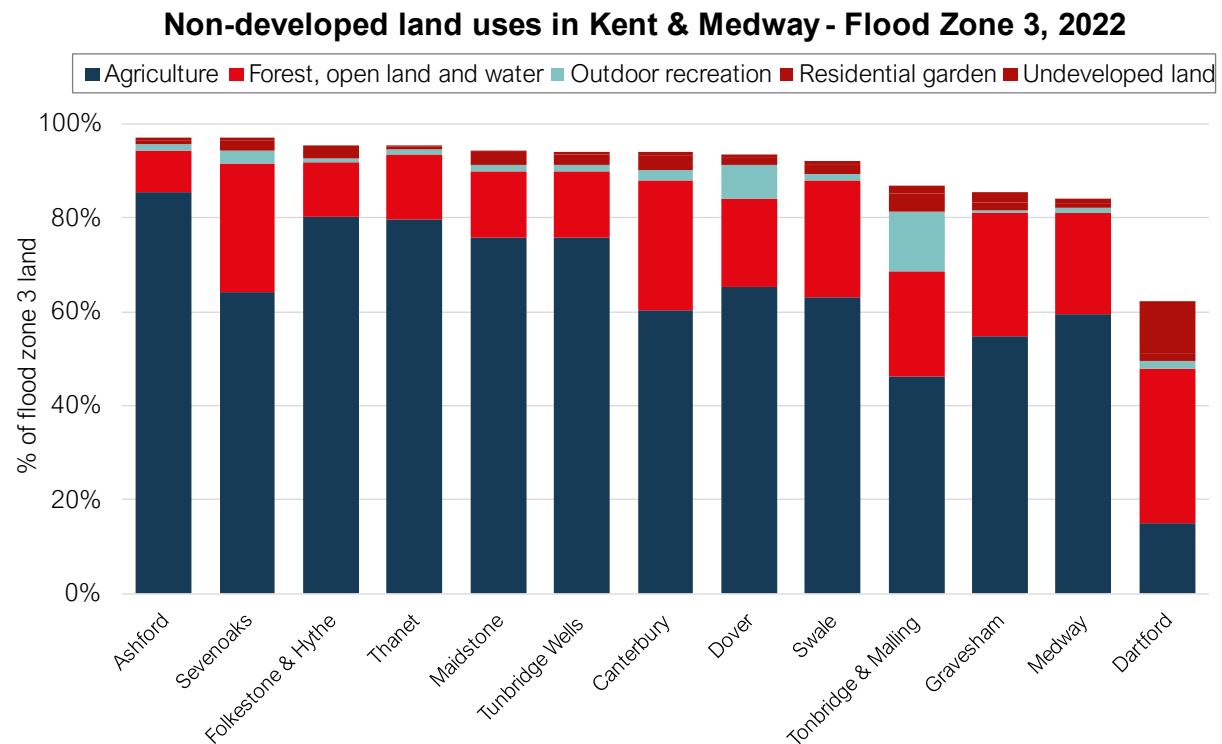 Non-developed land uses in Kent & Medway - Flood Zone 3, 2022
Agriculture Forest, open land and water Outdoor recreation Residential garden Undeveloped land
% of flood zone 3 land
100%
80%
60%
40%
20%
0%
Ashford
Sevenoaks
Folkestone & Hythe
Thanet
Maidstone
Tunbridge Wells
Canterbury
Dover
Swale
Tonbridge & Malling
Gravesham
Medway
Dartford